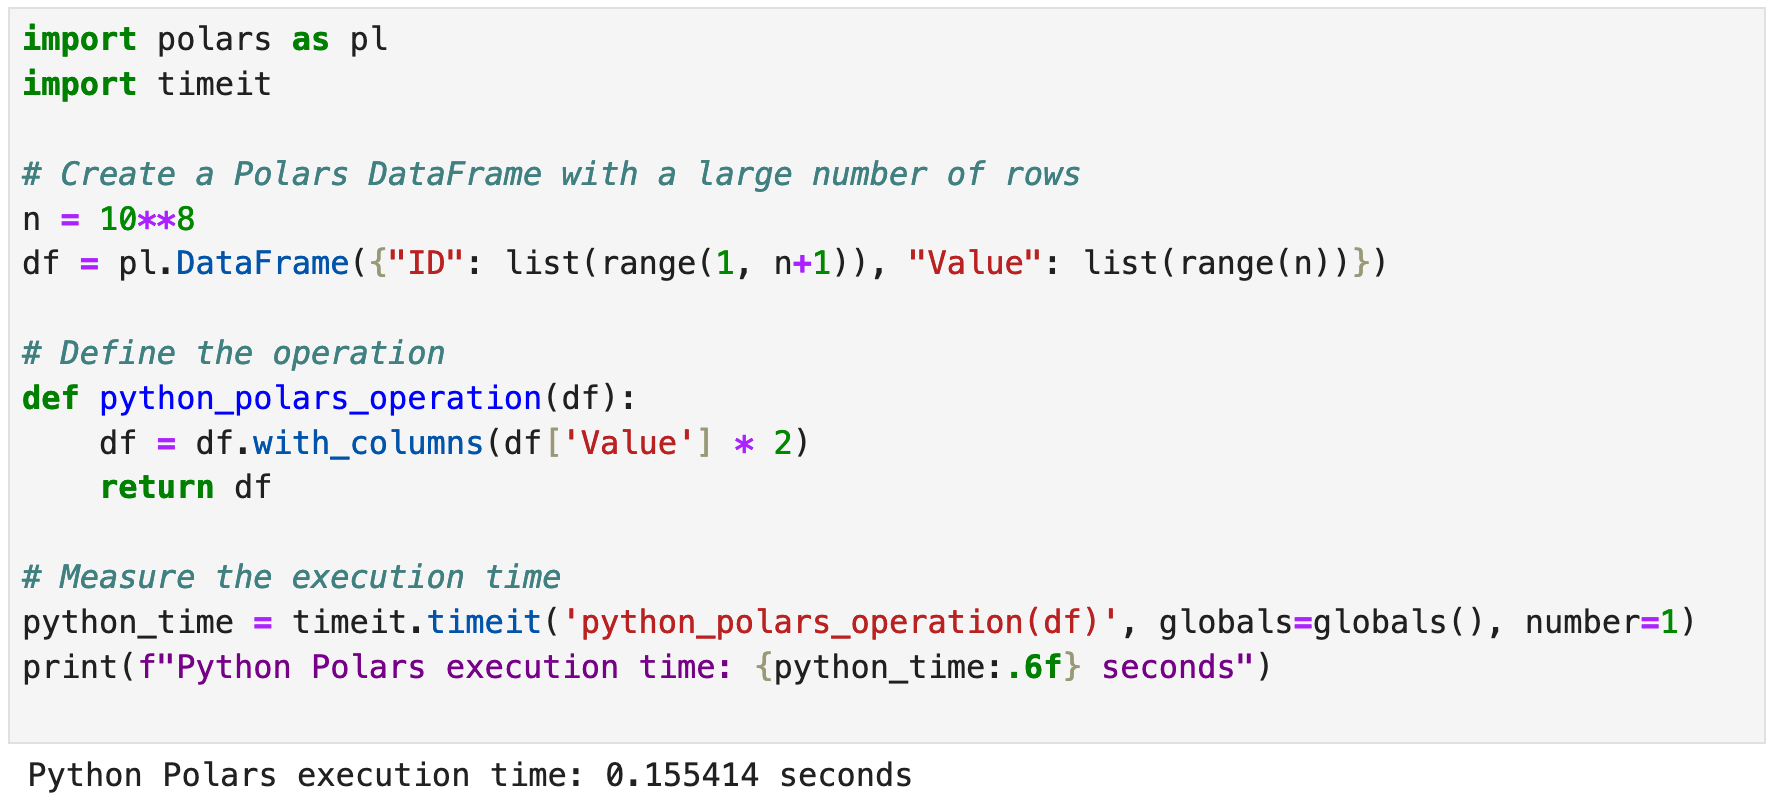 import polars as pl
import timeit

# Create a Polars DataFrame with a large number of rows
n = 10**8
df = pl.DataFrame({"ID": list(range(1, n+1)), "Value": list(range(n))})

# Define the operation
def python_polars_operation(df):
    df = df.with_columns(df['Value'] * 2)
    return df

# Measure the execution time
python_time = timeit.timeit('python_polars_operation(df)', globals=globals(), number=1)
print(f"Python Polars execution time: {python_time:.6f} seconds")

Python Polars execution time: 0.155414 seconds